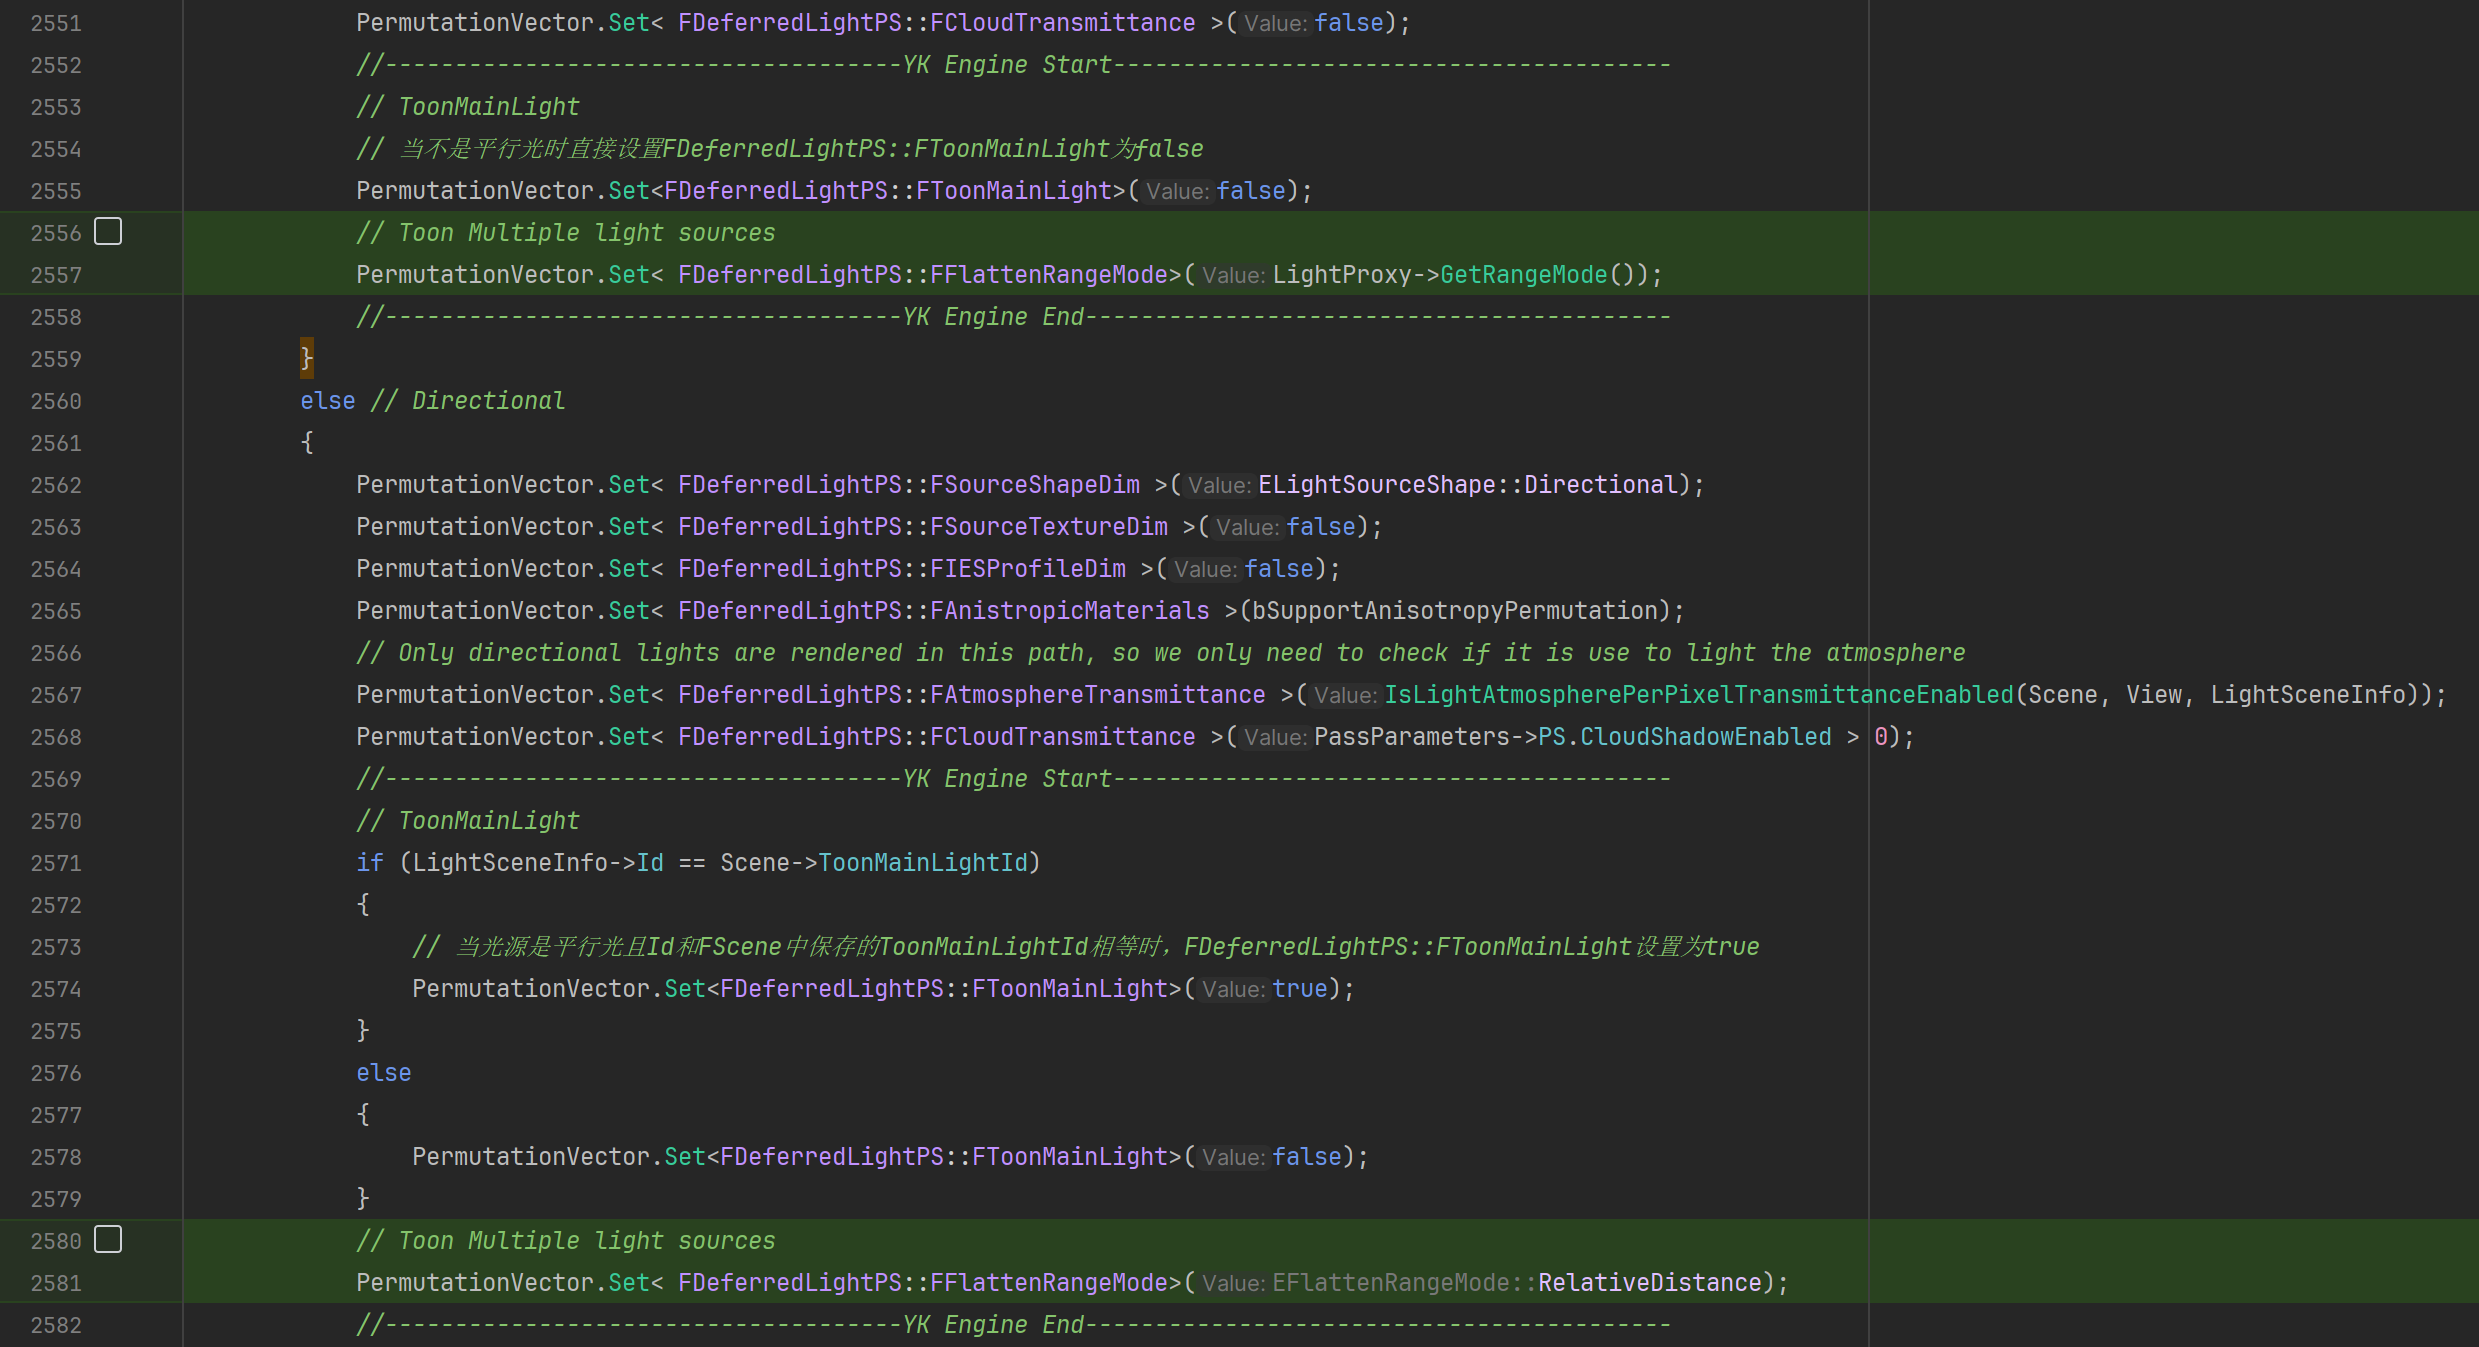 2551 PermutationVector.Set< FDeferredLightPS::FCloudTransmittance >( Value: false);
2552 //-------------------------------------YK Engine Start----------------------------------------
2553 // ToonMainLight
2554 // 当不是平行光时直接设置FDeferredLightPS::FToonMainLight为false
2555 PermutationVector.Set<FDeferredLightPS::FToonMainLight>( Value: false);
2556 // Toon Multiple light sources
2557 PermutationVector.Set< FDeferredLightPS::FFlattenRangeMode>( Value: LightProxy->GetRangeMode());
2558 //-------------------------------------YK Engine End------------------------------------------
2559 }
2560 else // Directional
2561 {
2562 PermutationVector.Set< FDeferredLightPS::FSourceShapeDim >( Value: ELightSourceShape::Directional);
2563 PermutationVector.Set< FDeferredLightPS::FSourceTextureDim >( Value: false);
2564 PermutationVector.Set< FDeferredLightPS::FIESProfileDim >( Value: false);
2565 PermutationVector.Set< FDeferredLightPS::FAnistropicMaterials >(bSupportAnisotropyPermutation);
2566 // Only directional lights are rendered in this path, so we only need to check if it is use to light the atmosphere
2567 PermutationVector.Set< FDeferredLightPS::FAtmosphereTransmittance >( Value: IsLightAtmospherePerPixelTransmittanceEnabled(Scene, View, LightSceneInfo));
2568 PermutationVector.Set< FDeferredLightPS::FCloudTransmittance >( Value: PassParameters->PS.CloudShadowEnabled > 0);
2569 //-------------------------------------YK Engine Start----------------------------------------
2570 // ToonMainLight
2571 if (LightSceneInfo->Id == Scene->ToonMainLightId)
2572 {
2573 // 当光源是平行光且Id和FScene中保存的ToonMainLightId相等时，FDeferredLightPS::FToonMainLight设置为true
2574 PermutationVector.Set<FDeferredLightPS::FToonMainLight>( Value: true);
2575 }
2576 else
2577 {
2578 PermutationVector.Set<FDeferredLightPS::FToonMainLight>( Value: false);
2579 }
2580 // Toon Multiple light sources
2581 PermutationVector.Set< FDeferredLightPS::FFlattenRangeMode>( Value: EFlattenRangeMode::RelativeDistance);
2582 //-------------------------------------YK Engine End------------------------------------------